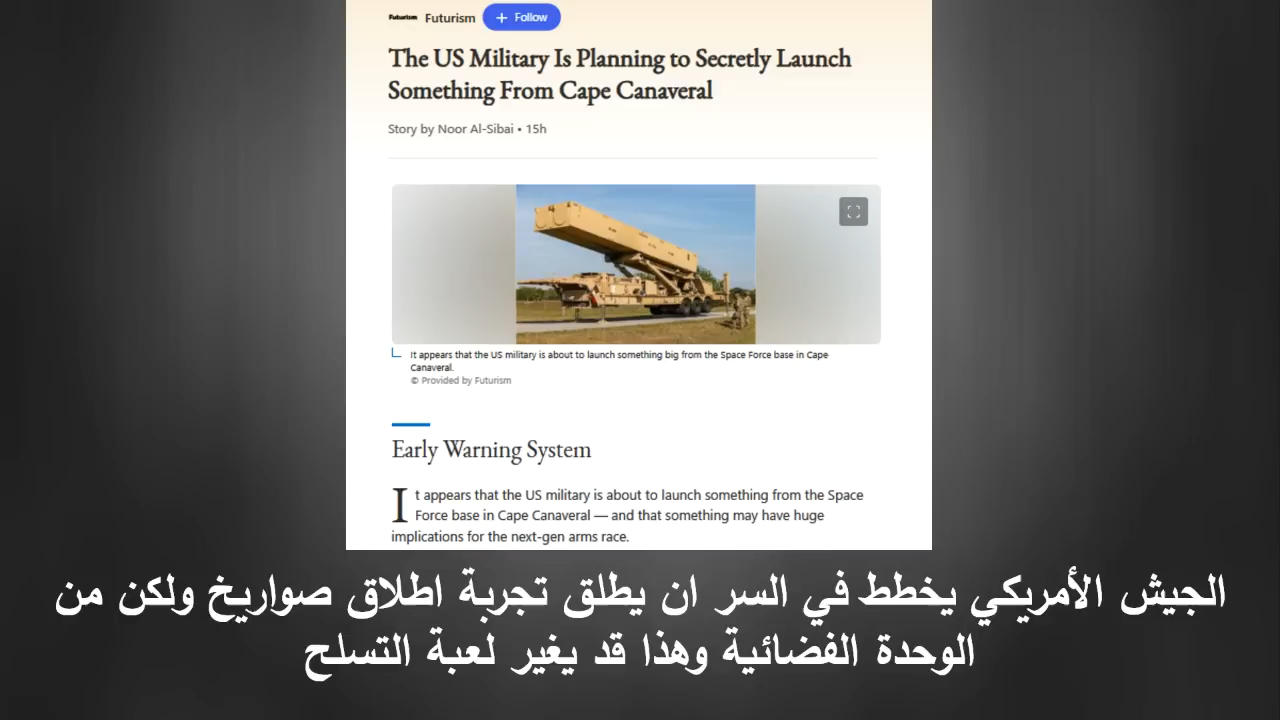 Futurism Futurism + Follow
The US Military Is Planning to Secretly Launch
Something From Cape Canaveral
Story by Noor Al-Sibai • 15h
It appears that the US military is about to launch something big from the Space Force base in Cape
Canaveral.
© Provided by Futurism
Early Warning System
It appears that the US military is about to launch something from the Space
Force base in Cape Canaveral — and that something may have huge
implications for the next-gen arms race.
الجيش الأمريكي يخطط في السر ان يطلق تجربة اطلاق صواريخ ولكن من
الوحدة الفضائية وهذا قد يغير لعبة التسلح